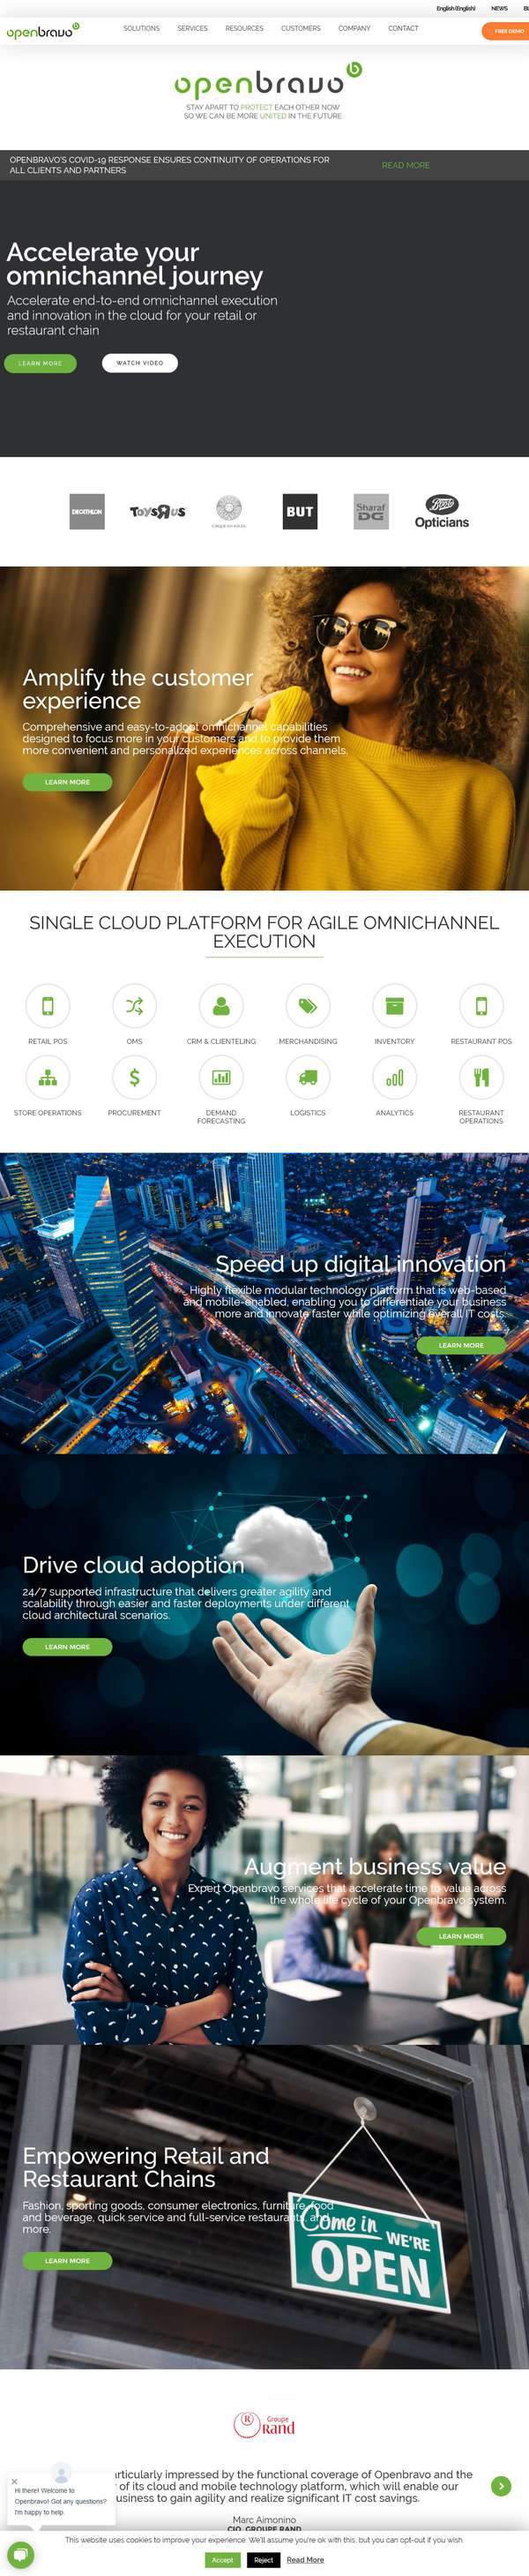 English (English)
NEWS
openbravo
SOLUTIONS
SERVICES
RESOURCES
CUSTOMERS
COMPANY
CONTACT
FREE DEMO
openbravo
STAY APART TO PROTECT EACH OTHER NOW
SO WE CAN BE MORE UNITED IN THE FUTURE
OPENBRAVO'S COVID-19 RESPONSE ENSURES CONTINUITY OF OPERATIONS FOR
ALL CLIENTS AND PARTNERS
READ MORE
Accelerate your
omnichannel journey
Accelerate end-to-end omnichannel execution
and innovation in the cloud for your retail or
restaurant chain
LEARN MORE
WATCH VIDEO
DECATHLON
ToysЯus
CIRQUE DU SOLEIL
BUT
Sharaf
DG
Boots
Opticians
Amplify the customer
experience
Comprehensive and easy-to-adopt omnichannel capabilities
designed to focus more in your customers and to provide them
more convenient and personalized experiences across channels.
LEARN MORE
SINGLE CLOUD PLATFORM FOR AGILE OMNICHANNEL
EXECUTION
RETAIL POS
OMS
CRM & CLIENTELING
MERCHANDISING
INVENTORY
RESTAURANT POS
STORE OPERATIONS
PROCUREMENT
DEMAND
FORECASTING
LOGISTICS
ANALYTICS
RESTAURANT
OPERATIONS
Speed up digital innovation
Highly flexible modular technology platform that is web-based
and mobile-enabled, enabling you to differentiate your business
more and innovate faster while optimizing overall IT costs.
LEARN MORE
Drive cloud adoption
24/7 supported infrastructure that delivers greater agility and
scalability through easier and faster deployments under different
cloud architectural scenarios.
LEARN MORE
Augment business value
Expert Openbravo services that accelerate time to value across
the whole life cycle of your Openbravo system.
LEARN MORE
Empowering Retail and
Restaurant Chains
Fashion, sporting goods, consumer electronics, furniture, food
and beverage, quick service and full-service restaurants, and
more.
LEARN MORE
Come in
WE'RE
OPEN
Groupe
Rand
articularly impressed by the functional coverage of Openbravo and the
of its cloud and mobile technology platform, which will enable our
usiness to gain agility and realize significant IT cost savings.
Marc Aimonino
CIO, GROUPE RAND
Hi there! Welcome to
Openbravo! Got any questions?
I'm happy to help.
This website uses cookies to improve your experience. We'll assume you're ok with this, but you can opt-out if you wish.
Accept
Reject
Read More